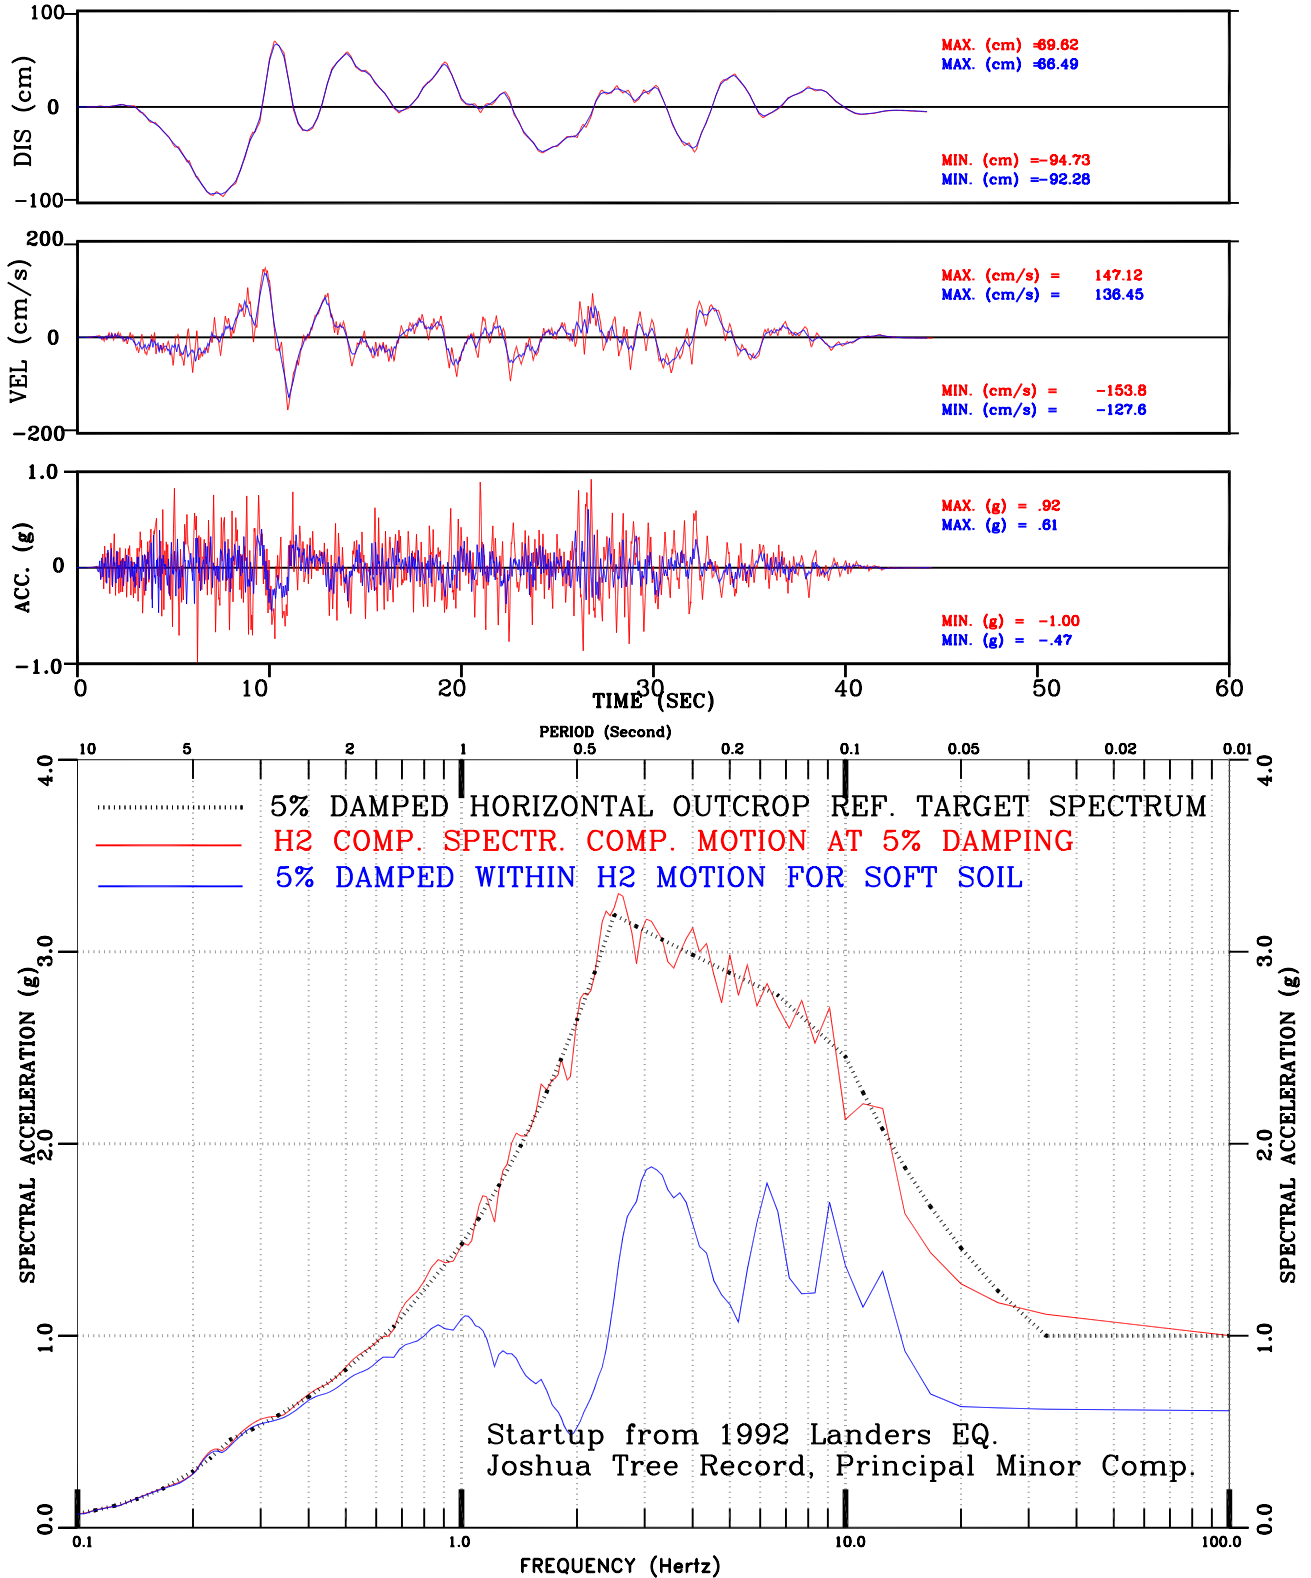 100
0
-100
DIS (cm)
MAX. (cm) =69.62
MAX. (cm) =66.49
MIN. (cm) =-94.73
MIN. (cm) =-92.28
200
0
-200
VEL (cm/s)
MAX. (cm/s) = 147.12
MAX. (cm/s) = 136.45
MIN. (cm/s) = -153.8
MIN. (cm/s) = -127.6
1.0
0
-1.0
ACC. (g)
MAX. (g) = .92
MAX. (g) = .61
MIN. (g) = -1.00
MIN. (g) = -.47
0 10 20 30 40 50 60
TIME (SEC)
PERIOD (Second)
10 5 2 1 0.5 0.2 0.1 0.05 0.02 0.01
5% DAMPED HORIZONTAL OUTCROP REF. TARGET SPECTRUM
H2 COMP. SPECTR. COMP. MOTION AT 5% DAMPING
5% DAMPED WITHIN H2 MOTION FOR SOFT SOIL
4.0
3.0
2.0
1.0
0.0
SPECTRAL ACCELERATION (g)
4.0
3.0
2.0
1.0
0.0
SPECTRAL ACCELERATION (g)
Startup from 1992 Landers EQ.
Joshua Tree Record, Principal Minor Comp.
0.1 1.0 10.0 100.0
FREQUENCY (Hertz)